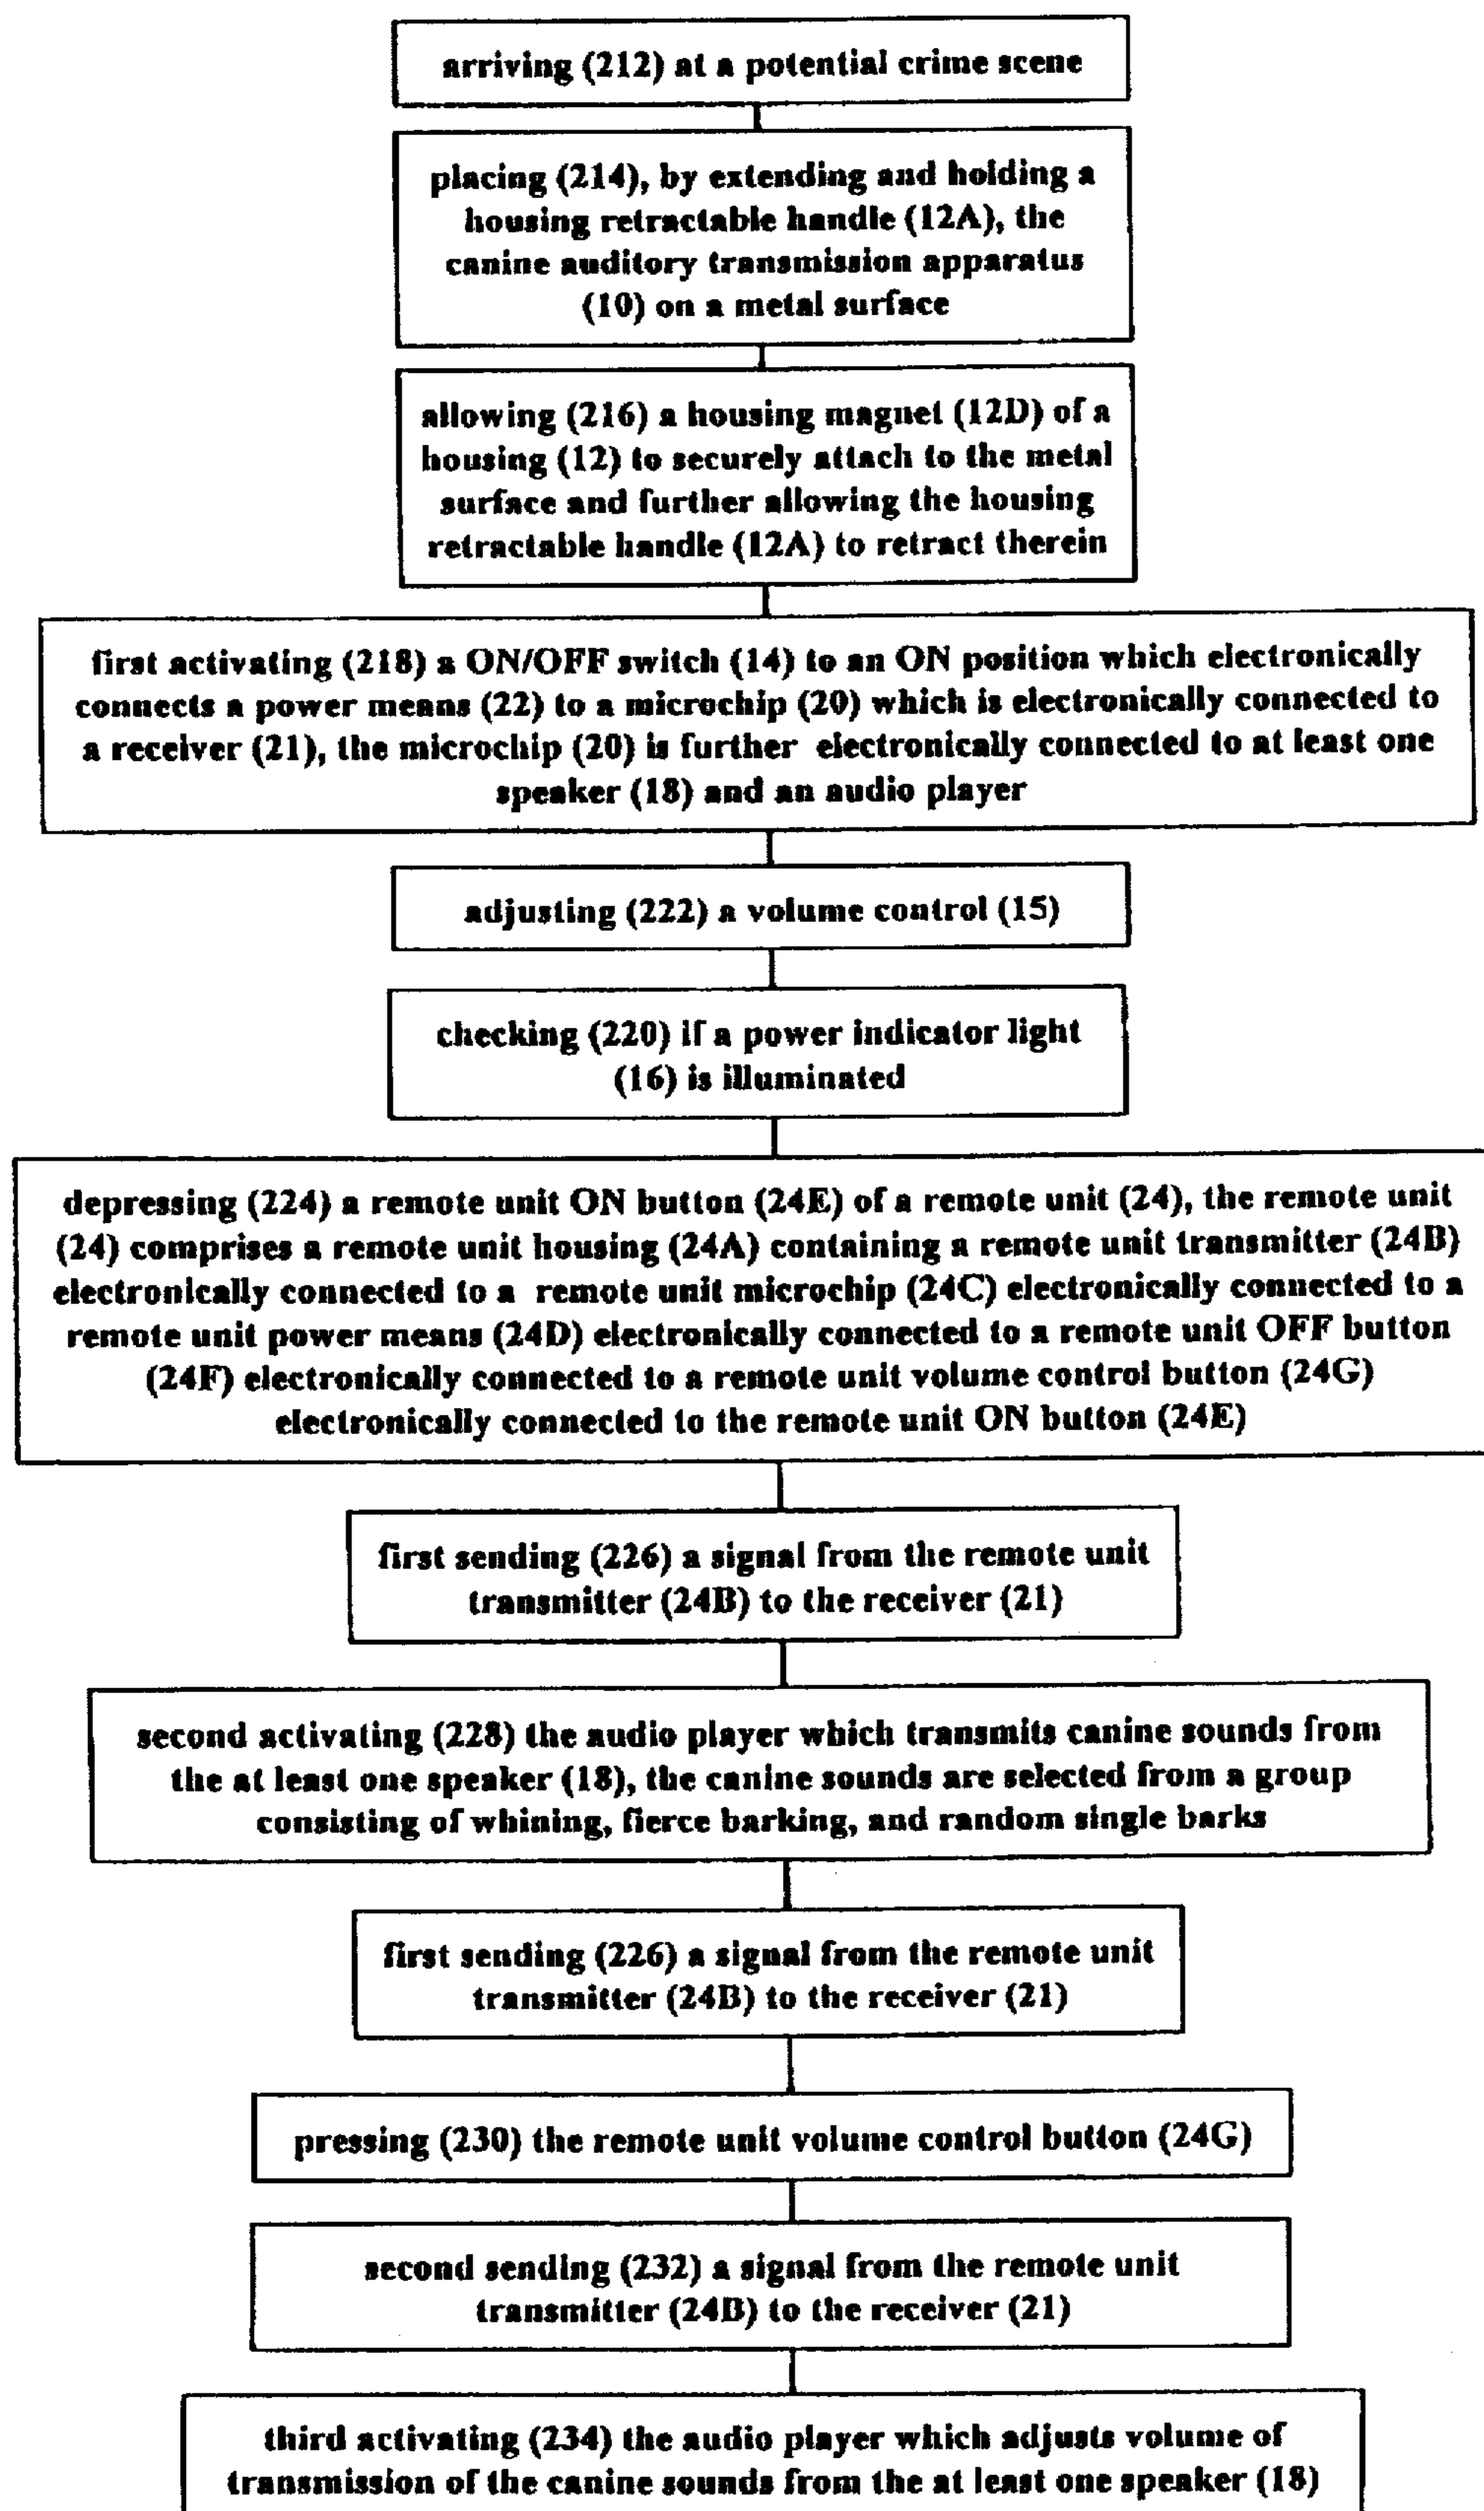 arriving (212) at a potential crime scene
placing (214), by extending and holding a
housing retractable handle (12A), the
canine auditory transmission apparatus
(10) on a metal surface
allowing (216) a housing magnet (12D) of a
housing (12) to securely attach to the metal
surface and further allowing the housing
retractable handle (12A) to retract therein
first activating (218) a ON/OFF switch (14) to an ON position which electronically
connects a power means (22) to a microchip (20) which is electronically connected to
a receiver (21), the microchip (20) is further electronically connected to at least one
speaker (18) and an audio player
adjusting (222) a volume control (15)
checking (220) if a power indicator light
(16) is illuminated
depressing (224) a remote unit ON button (24E) of a remote unit (24), the remote unit
(24) comprises a remote unit housing (24A) containing a remote unit transmitter (24B)
electronically connected to a remote unit microchip (24C) electronically connected to a
remote unit power means (24D) electronically connected to a remote unit OFF button
(24F) electronically connected to a remote unit volume control button (24G)
electronically connected to the remote unit ON button (24E)
first sending (226) a signal from the remote unit
transmitter (24B) to the receiver (21)
second activating (228) the audio player which transmits canine sounds from
the at least one speaker (18), the canine sounds are selected from a group
consisting of whining, fierce barking, and random single barks
first sending (226) a signal from the remote unit
transmitter (24B) to the receiver (21)
pressing (230) the remote unit volume control button (24G)
second sending (232) a signal from the remote unit
transmitter (24B) to the receiver (21)
third activating (234) the audio player which adjusts volume of
transmission of the canine sounds from the at least one speaker (18)